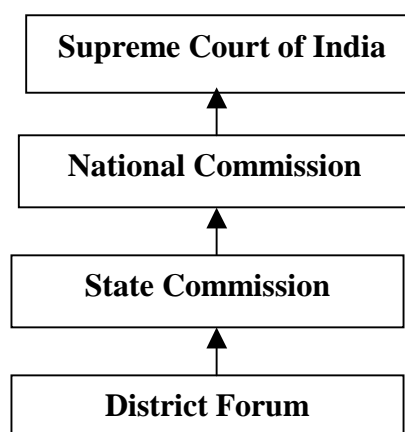 Supreme Court of India
National Commission
State Commission
District Forum